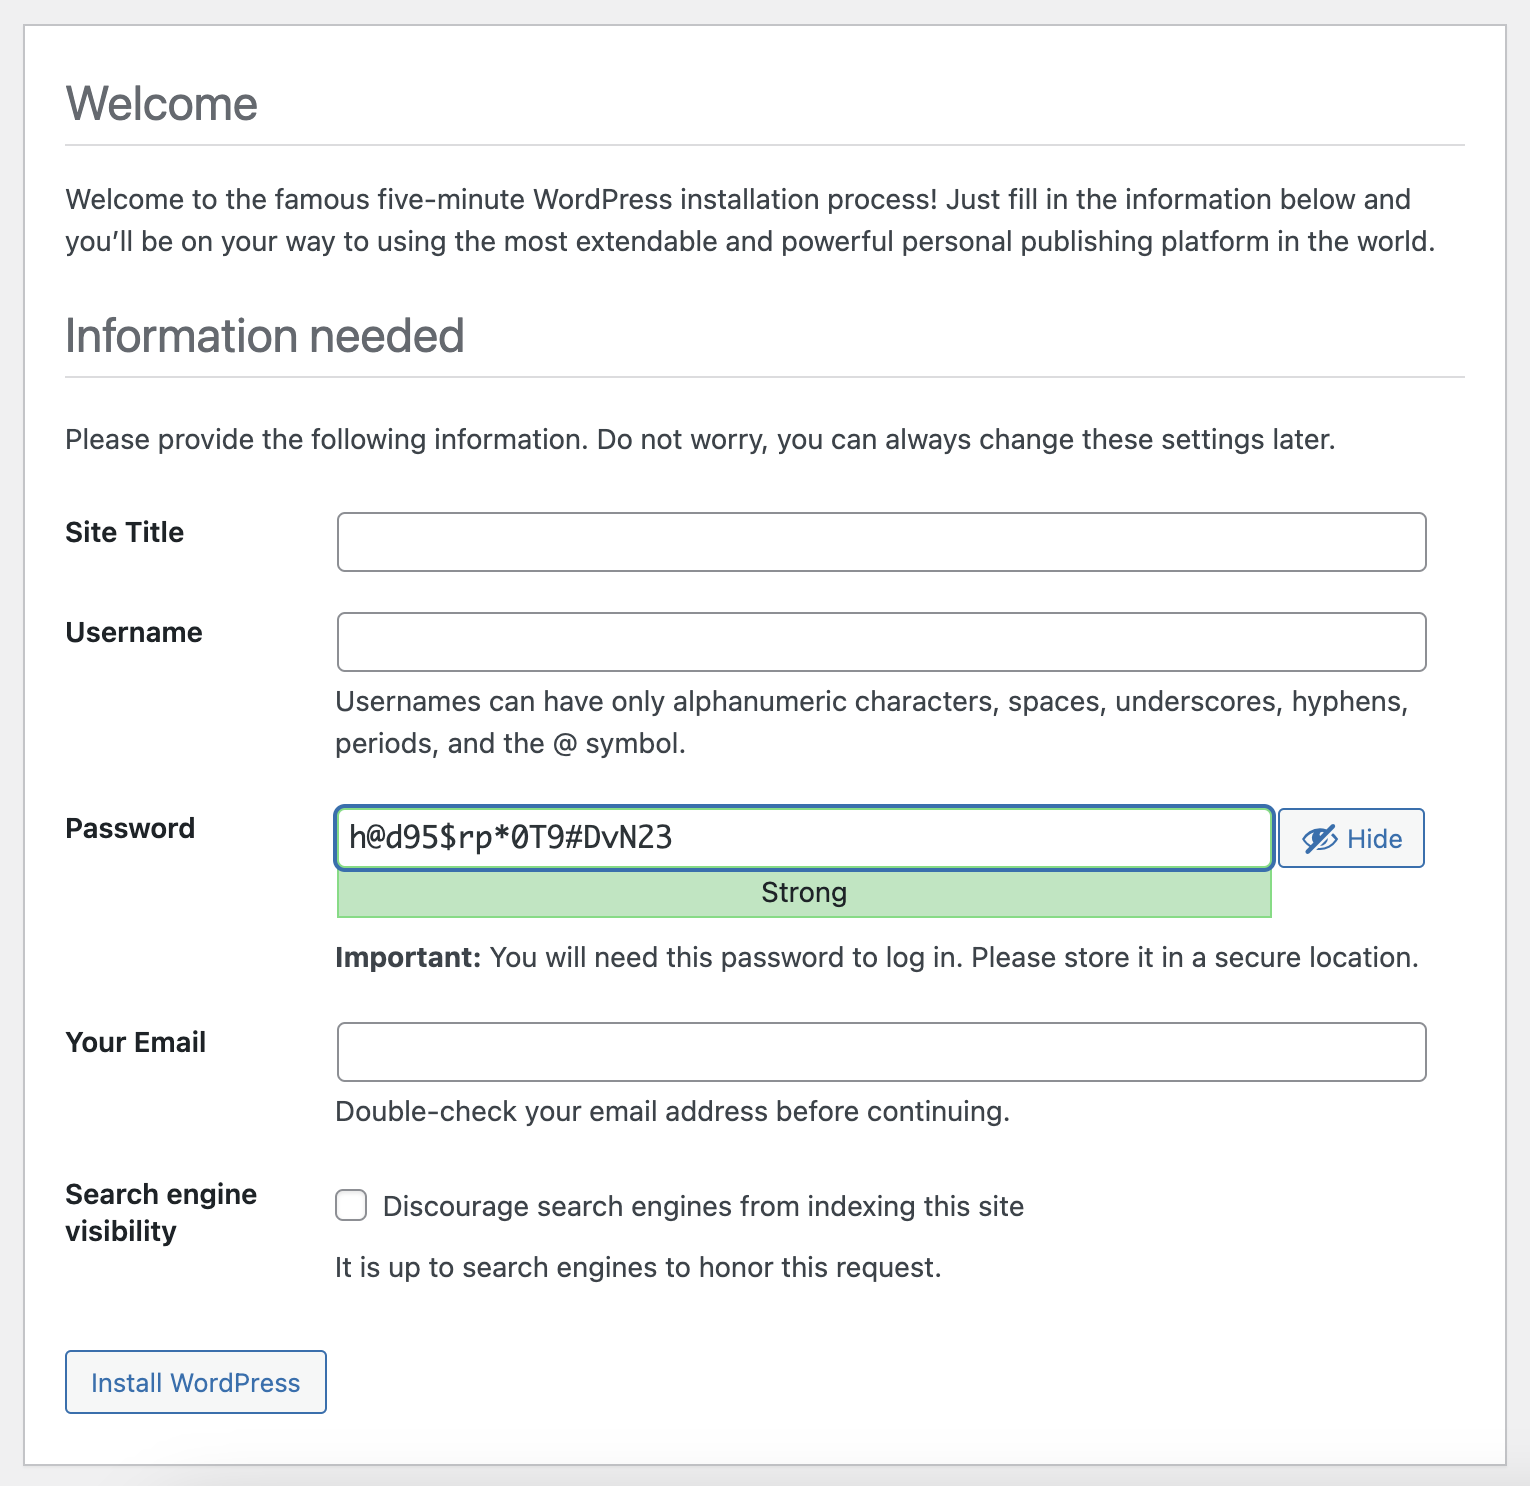 Welcome
Welcome to the famous five-minute WordPress installation process! Just fill in the information below and
you’ll be on your way to using the most extendable and powerful personal publishing platform in the world.
Information needed
Please provide the following information. Do not worry, you can always change these settings later.
Site Title
Username
Usernames can have only alphanumeric characters, spaces, underscores, hyphens,
periods, and the @ symbol.
Password
h@d95$rp*0T9#DvN23
Hide
Strong
Important: You will need this password to log in. Please store it in a secure location.
Your Email
Double-check your email address before continuing.
Search engine
visibility
Discourage search engines from indexing this site
It is up to search engines to honor this request.
Install WordPress